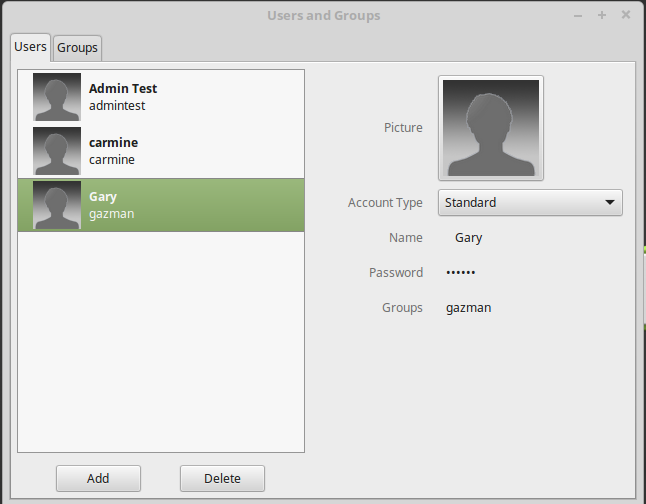 Users and Groups
Users Groups
Admin Test
admintest
carmine
carmine
Gary
gazman
Picture
Account Type Standard
Name Gary
Password ••••••
Groups gazman
Add Delete